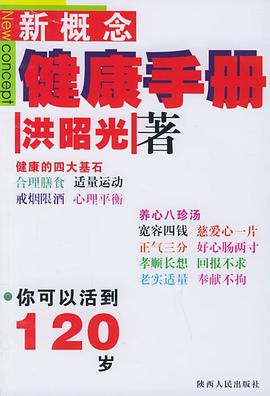 New concept
新概念
健康手册
洪昭光著
健康的四大基石
合理膳食 适量运动
戒烟限酒 心理平衡
养心八珍汤
宽容四钱 慈爱心一片
正气三分 好心肠两寸
孝顺长想 回报不求
老实适量 奉献不拘
你可以活到
120
岁
陕西人民出版社